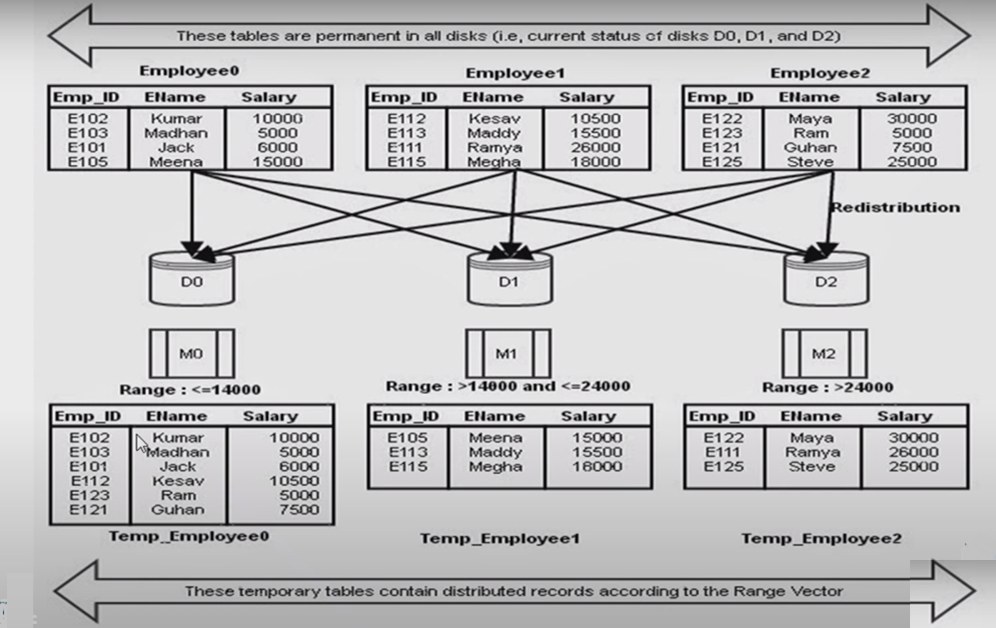 These tables are permanent in all disks (i.e, current status of disks D0, D1, and D2)
Employee0 Employee1 Employee2
Emp_ID EName Salary Emp_ID EName Salary Emp_ID EName Salary
E102 Kumar 10000 E112 Kesav 10500 E122 Maya 30000
E103 Madhan 5000 E113 Maddy 15500 E123 Ram 5000
E101 Jack 6000 E111 Ramya 26000 E121 Guhan 7500
E105 Meena 15000 E115 Megha 18000 E125 Steve 25000
Redistribution
D0 D1 D2
M0 M1 M2
Range : <=14000 Range : >14000 and <=24000 Range : >24000
Emp_ID EName Salary Emp_ID EName Salary Emp_ID EName Salary
E102 Kumar 10000 E105 Meena 15000 E122 Maya 30000
E103 Madhan 5000 E113 Maddy 15500 E111 Ramya 26000
E101 Jack 6000 E115 Megha 18000 E125 Steve 25000
E112 Kesav 10500
E123 Ram 5000
E121 Guhan 7500
Temp_Employee0 Temp_Employee1 Temp_Employee2
These temporary tables contain distributed records according to the Range Vector